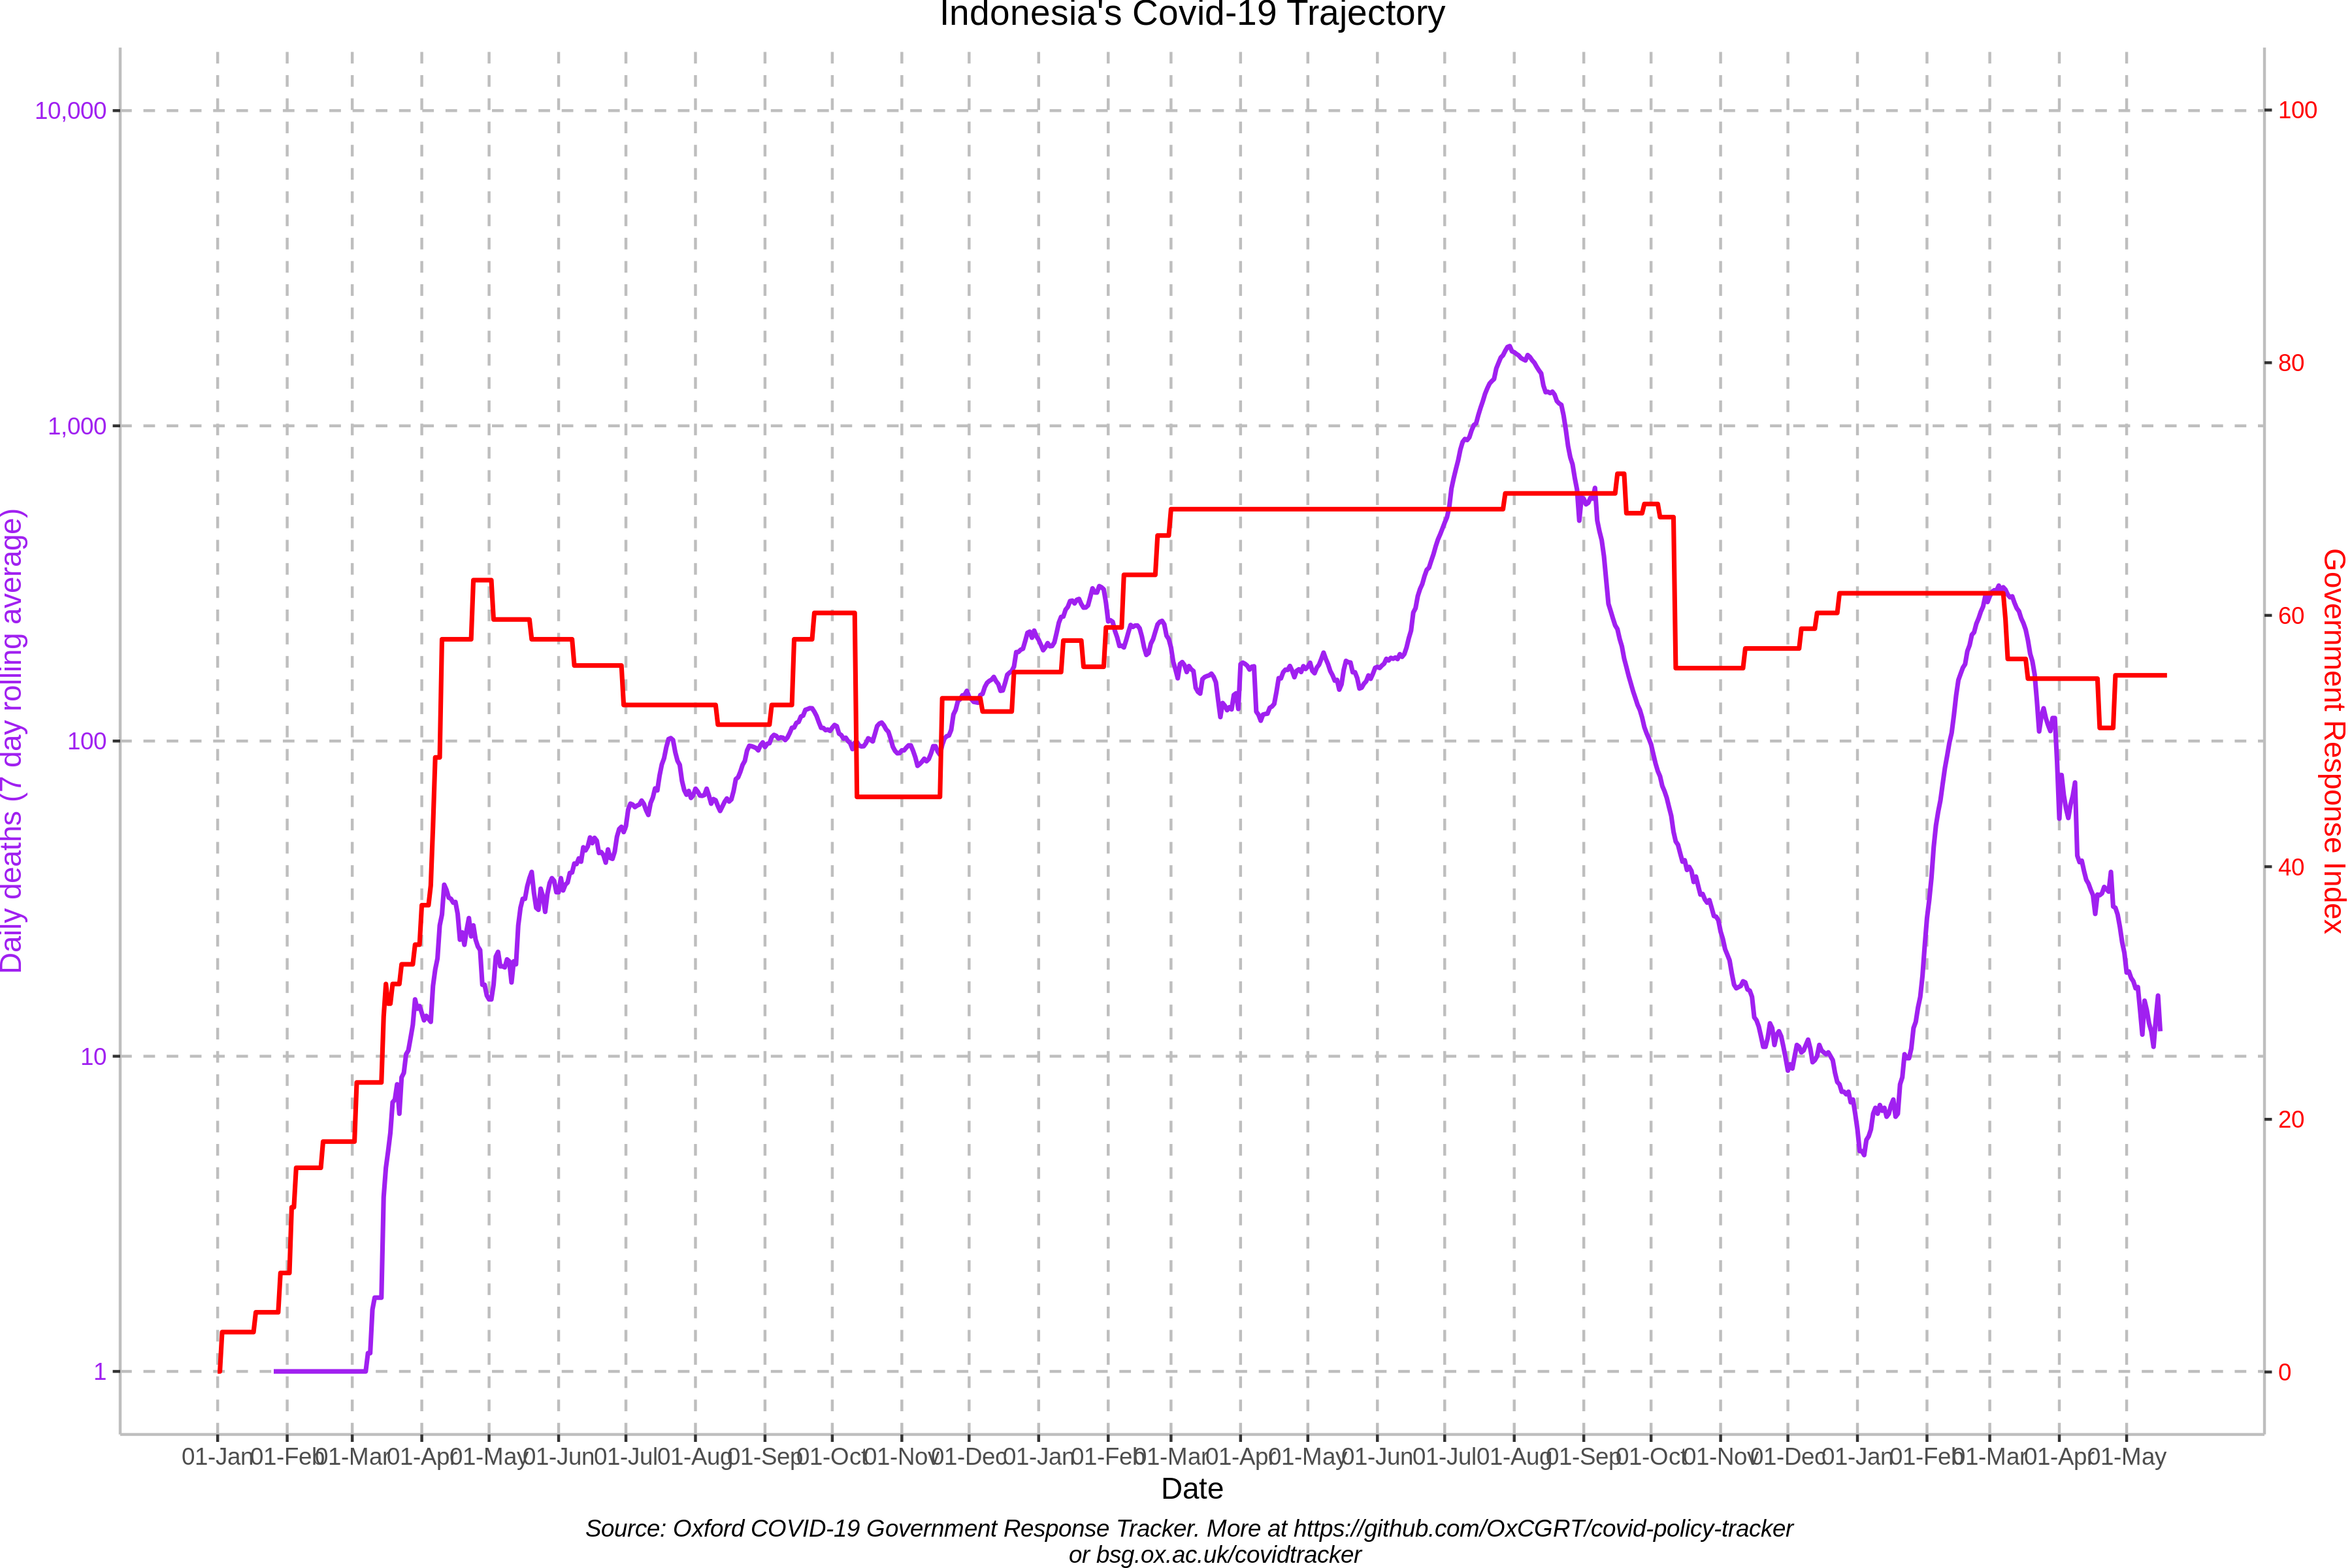 Indonesia's Covid-19 Trajectory
10,000
1,000
100
10
1
Daily deaths (7 day rolling average)
100
80
60
40
20
0
Government Response Index
01-Jan 01-Feb 01-Mar 01-Apr 01-May 01-Jun 01-Jul 01-Aug 01-Sep 01-Oct 01-Nov 01-Dec 01-Jan 01-Feb 01-Mar 01-Apr 01-May 01-Jun 01-Jul 01-Aug 01-Sep 01-Oct 01-Nov 01-Dec 01-Jan 01-Feb 01-Mar 01-Apr 01-May
Date
Source: Oxford COVID-19 Government Response Tracker. More at https://github.com/OxCGRT/covid-policy-tracker
or bsg.ox.ac.uk/covidtracker